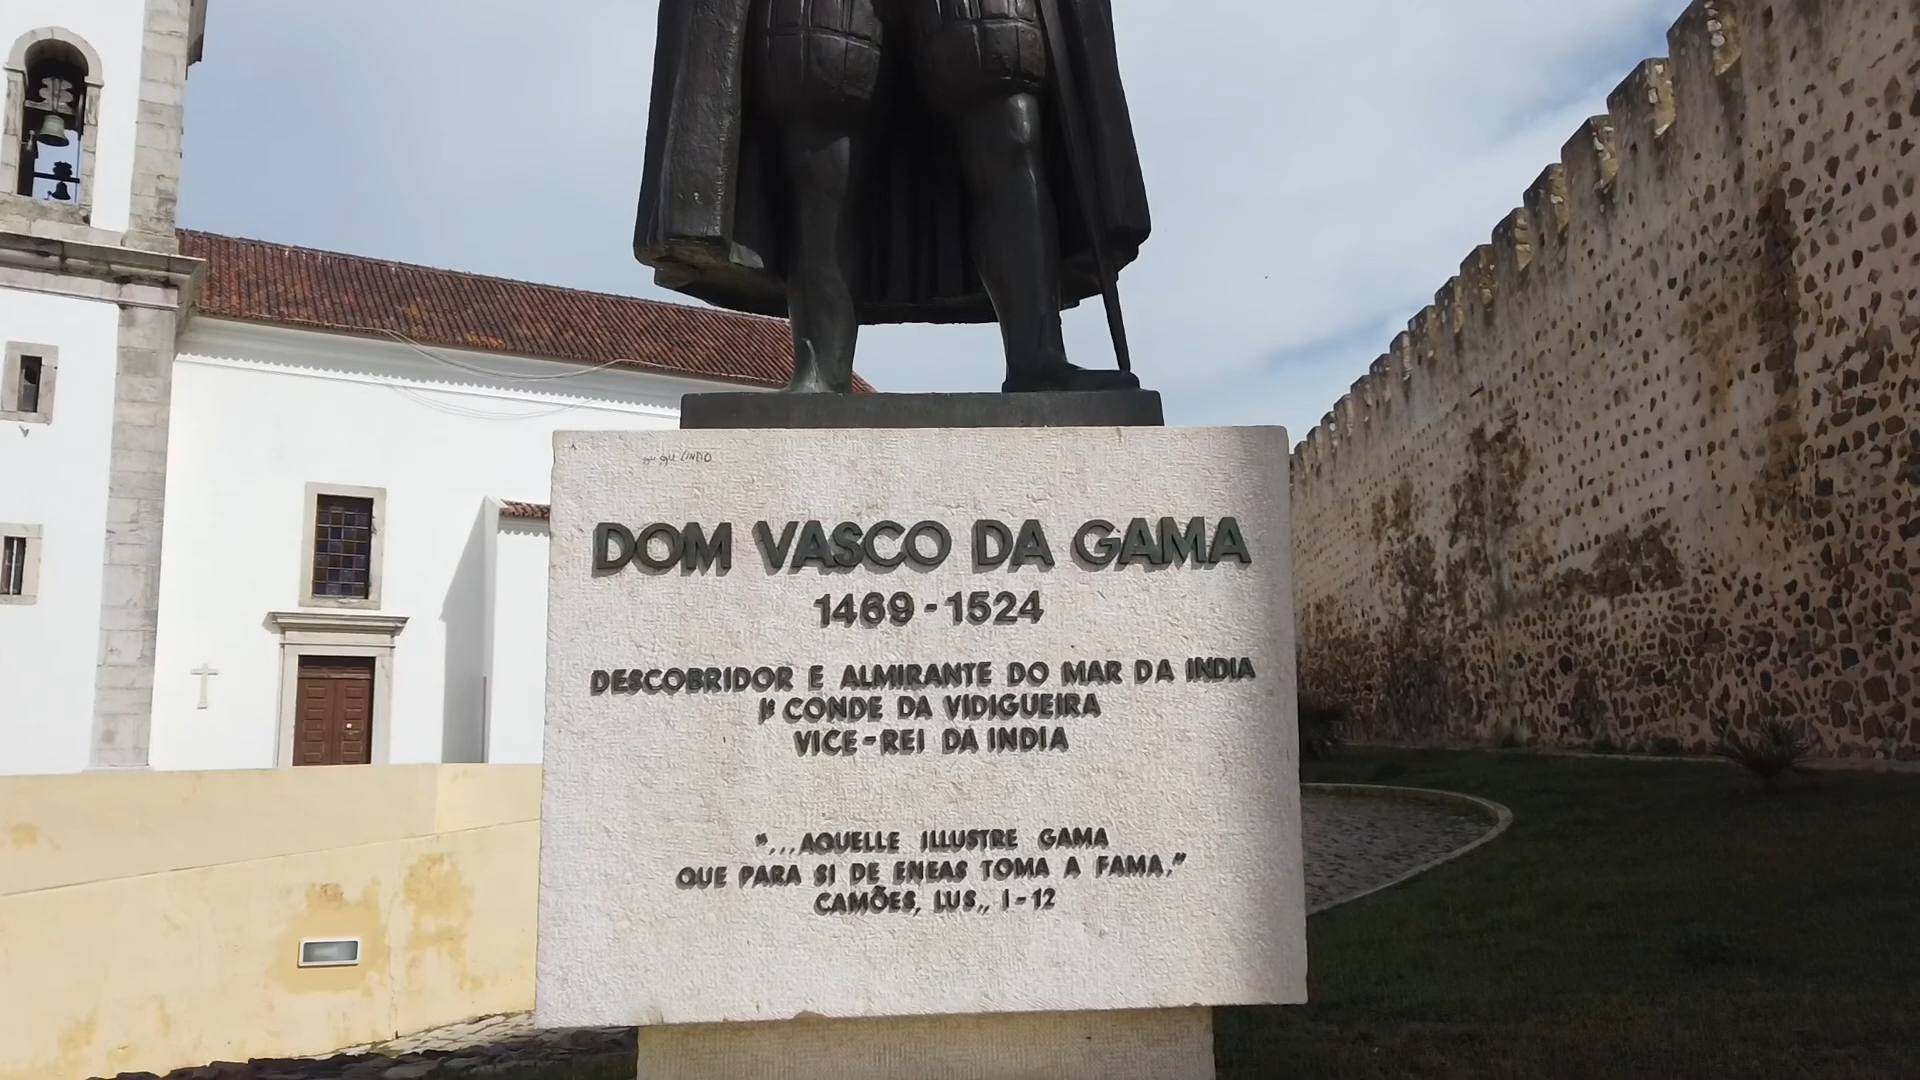 DOM VASCO DA GAMA
1469-1524
DESCOBRIDOR E ALMIRANTE DO MAR DA INDIA
1º CONDE DA VIDIGUEIRA
VICE-REI DA INDIA
"...AQUELLE ILLUSTRE GAMA
QUE PARA SI DE ENEAS TOMA A FAMA."
CAMÕES, LUS., I-12